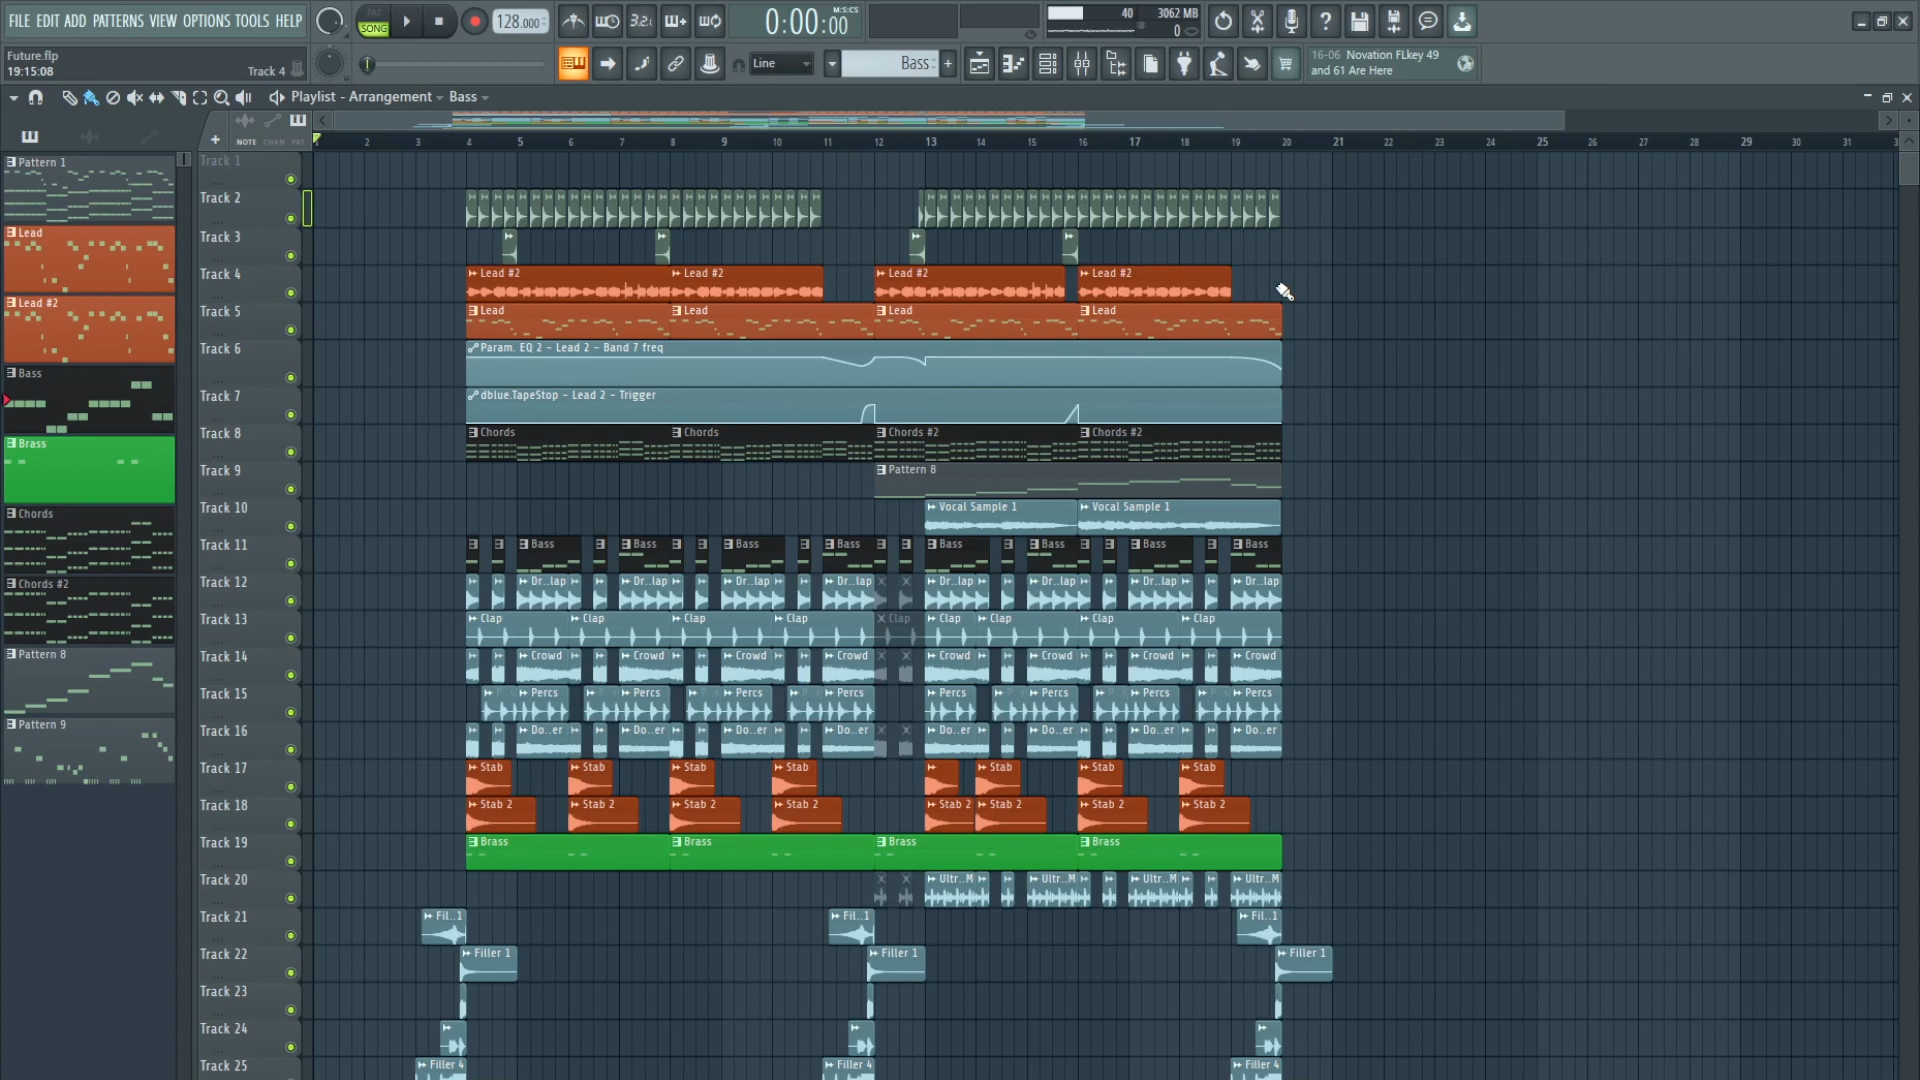 FILE EDIT ADD PATTERNS VIEW OPTIONS TOOLS HELP
PAT
SONG
128.000
3.2.
0:00:00
M:S:CS
40
3062 MB
0
Future.flp
19:15:08
Track 4
Line
Bass
16-06 Novation FLkey 49
and 61 Are Here
Playlist - Arrangement
Bass
NOTE CHAN PAT
2 3 4 5 6 7 8 9 10 11 12 13 14 15 16 17 18 19 20 21 22 23 24 25 26 27 28 29 30 31
Pattern 1
Lead
Lead #2
Bass
Brass
Chords
Chords #2
Pattern 8
Pattern 9
Track 1
Track 2
Track 3
Track 4
Lead #2 Lead #2 Lead #2 Lead #2
Track 5
Lead Lead Lead Lead
Track 6
Param. EQ 2 - Lead 2 - Band 7 freq
Track 7
dblue.TapeStop - Lead 2 - Trigger
Track 8
Chords Chords Chords #2 Chords #2
Track 9
Pattern 8
Track 10
Vocal Sample 1 Vocal Sample 1
Track 11
Bass Bass Bass Bass Bass Bass Bass Bass
Track 12
Dr..lap Dr..lap Dr..lap Dr..lap Dr..lap Dr..lap Dr..lap Dr..lap
Track 13
Clap Clap Clap Clap Clap Clap Clap Clap Clap
Track 14
Crowd Crowd Crowd Crowd Crowd Crowd Crowd Crowd
Track 15
Percs Percs Percs Percs Percs Percs Percs Percs
Track 16
Do..er Do..er Do..er Do..er Do..er Do..er Do..er Do..er
Track 17
Stab Stab Stab Stab Stab Stab Stab
Track 18
Stab 2 Stab 2 Stab 2 Stab 2 Stab 2 Stab 2 Stab 2 Stab 2
Track 19
Brass Brass Brass Brass
Track 20
Ultr..M Ultr..M Ultr..M Ultr..M
Track 21
Fil..1 Fil..1 Fil..1
Track 22
Filler 1 Filler 1 Filler 1
Track 23
Track 24
Track 25
Filler 4 Filler 4 Filler 4